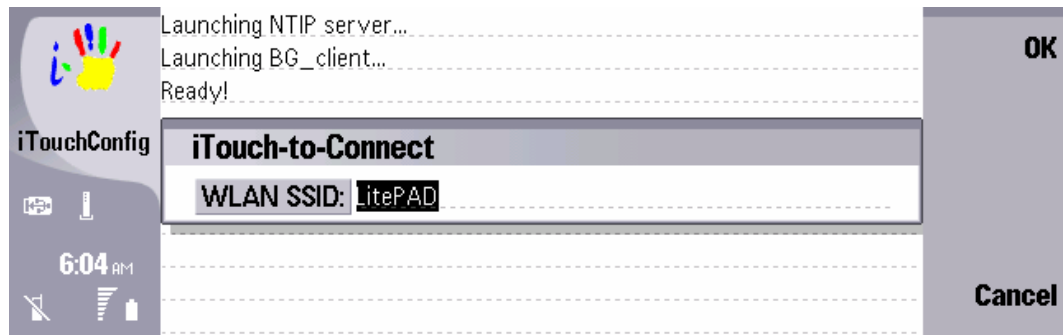 Launching NTIP server...
Launching BG_client...
Ready!
OK
i
iTouchConfig
iTouch-to-Connect
WLAN SSID: LitePAD
6:04 AM
Cancel